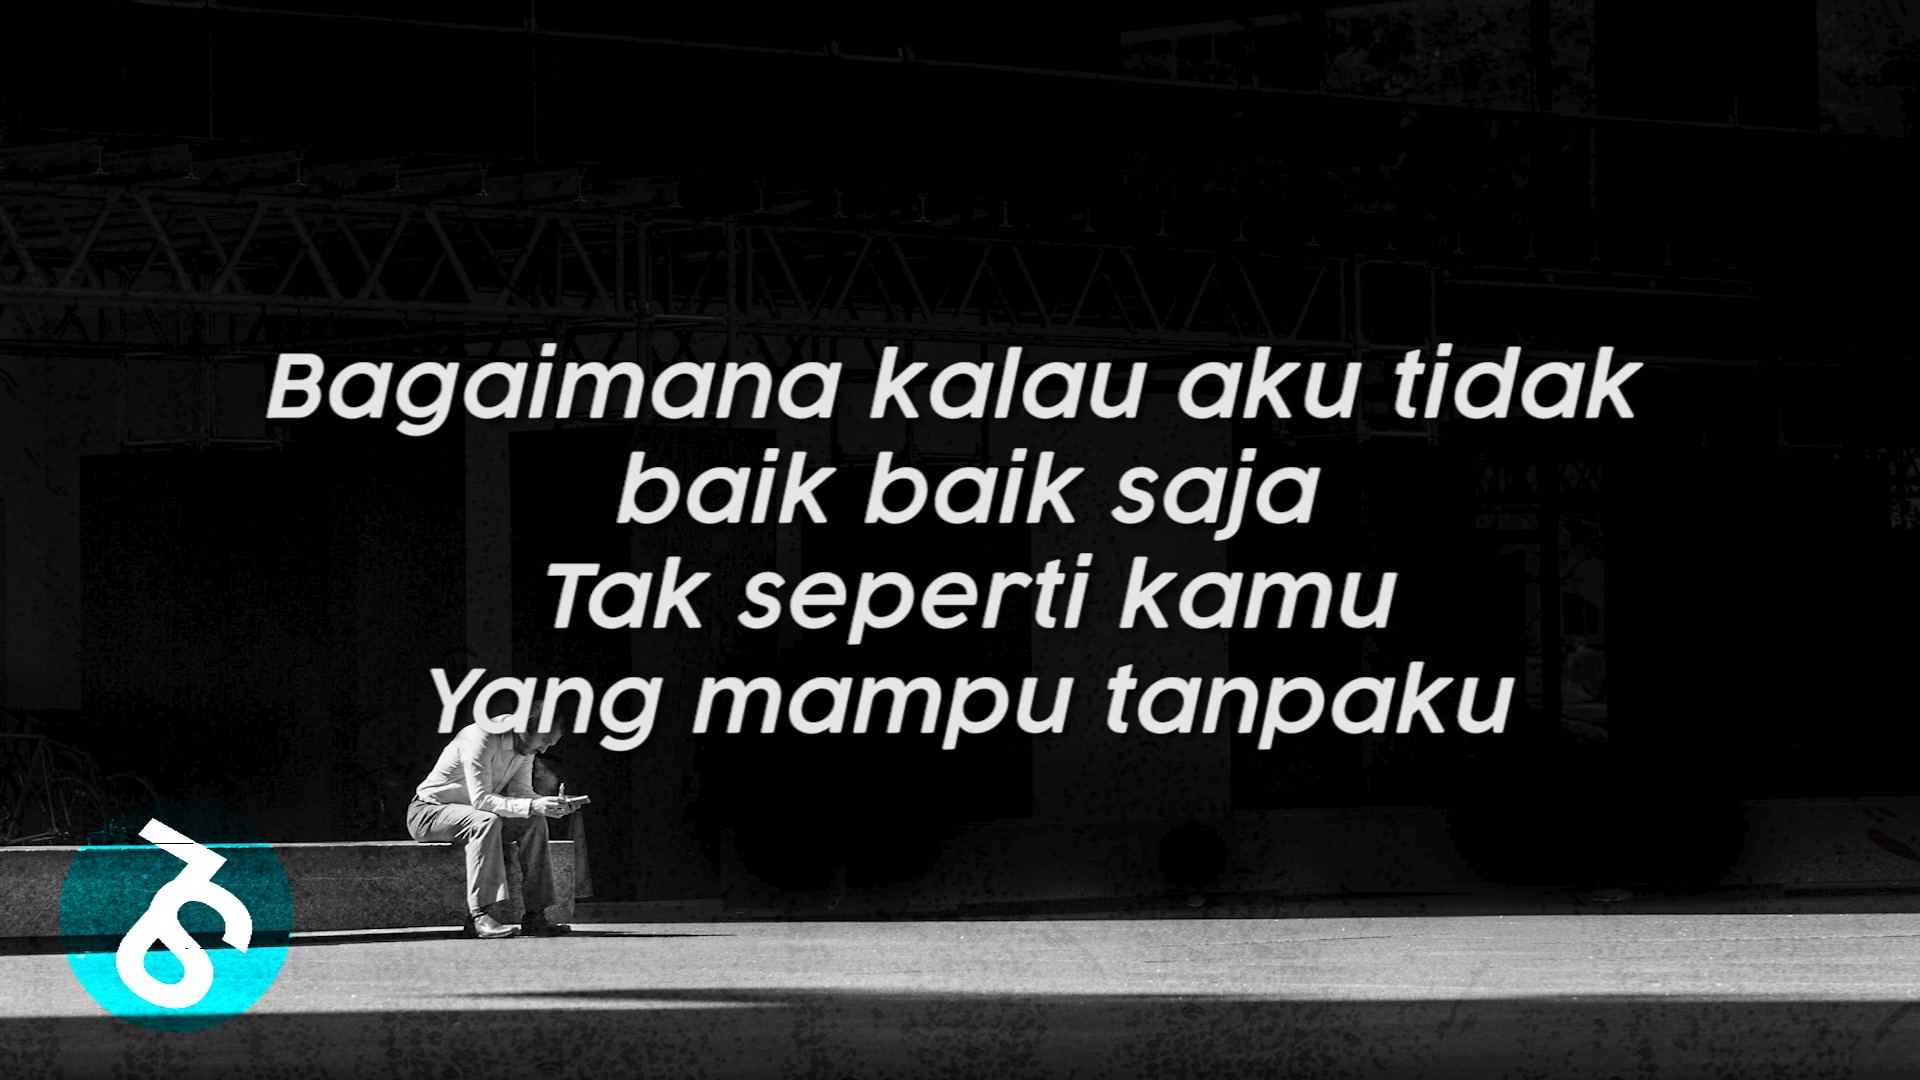 Bagaimana kalau aku tidak
baik baik saja
Tak seperti kamu
Yang mampu tanpaku